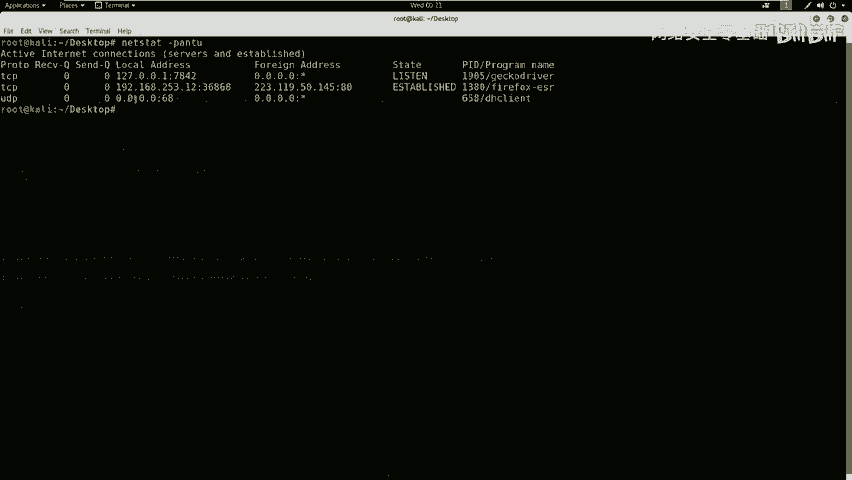 Applications Places Terminal Wed 00:21
root@kali: ~/Desktop
File Edit View Search Terminal Help
root@kali:~/Desktop# netstat -pantu
Active Internet connections (servers and established)
Proto Recv-Q Send-Q Local Address Foreign Address State PID/Program name
tcp 0 0 127.0.0.1:7842 0.0.0.0:* LISTEN 1905/geckodriver
tcp 0 0 192.168.253.12:36868 223.119.50.145:80 ESTABLISHED 1380/firefox-esr
udp 0 0 0.0.0.0:68 0.0.0.0:* 658/dhclient
root@kali:~/Desktop#